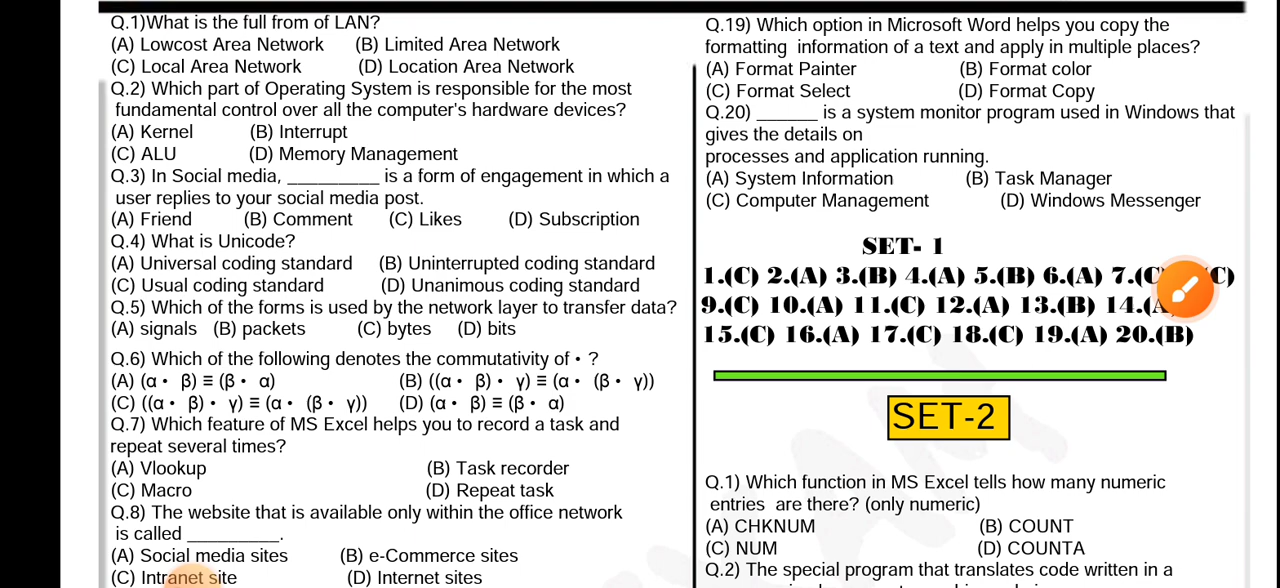 Q.1)What is the full from of LAN?
(A) Lowcost Area Network (B) Limited Area Network
(C) Local Area Network (D) Location Area Network
Q.2) Which part of Operating System is responsible for the most
fundamental control over all the computer's hardware devices?
(A) Kernel (B) Interrupt
(C) ALU (D) Memory Management
Q.3) In Social media, _________ is a form of engagement in which a
user replies to your social media post.
(A) Friend (B) Comment (C) Likes (D) Subscription
Q.4) What is Unicode?
(A) Universal coding standard (B) Uninterrupted coding standard
(C) Usual coding standard (D) Unanimous coding standard
Q.5) Which of the forms is used by the network layer to transfer data?
(A) signals (B) packets (C) bytes (D) bits
Q.6) Which of the following denotes the commutativity of • ?
(A) (α • β) ≡ (β • α) (B) ((α • β) • γ) ≡ (α • (β • γ))
(C) ((α • β) • γ) ≡ (α • (β • γ)) (D) (α • β) ≡ (β • α)
Q.7) Which feature of MS Excel helps you to record a task and
repeat several times?
(A) Vlookup (B) Task recorder
(C) Macro (D) Repeat task
Q.8) The website that is available only within the office network
is called _________.
(A) Social media sites (B) e-Commerce sites
(C) Intranet site (D) Internet sites
Q.19) Which option in Microsoft Word helps you copy the
formatting information of a text and apply in multiple places?
(A) Format Painter (B) Format color
(C) Format Select (D) Format Copy
Q.20) ______ is a system monitor program used in Windows that
gives the details on
processes and application running.
(A) System Information (B) Task Manager
(C) Computer Management (D) Windows Messenger
SET- 1
1.(C) 2.(A) 3.(B) 4.(A) 5.(B) 6.(A) 7.(C C)
9.(C) 10.(A) 11.(C) 12.(A) 13.(B) 14.(A
15.(C) 16.(A) 17.(C) 18.(C) 19.(A) 20.(B)
SET-2
Q.1) Which function in MS Excel tells how many numeric
entries are there? (only numeric)
(A) CHKNUM (B) COUNT
(C) NUM (D) COUNTA
Q.2) The special program that translates code written in a